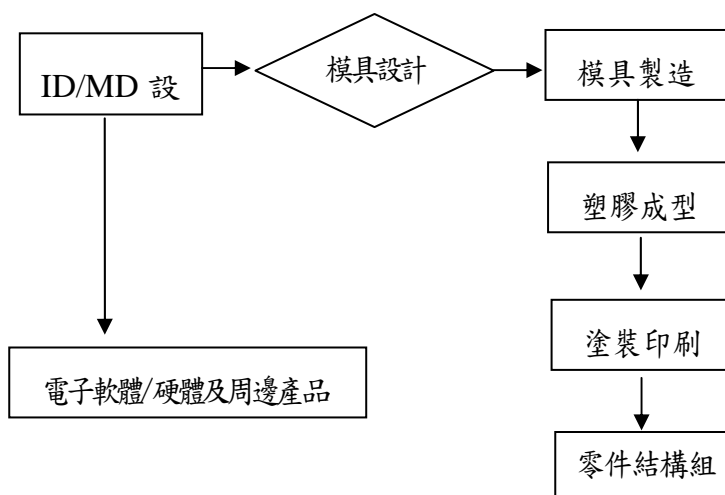 ID/MD 設
模具設計
模具製造
塑膠成型
塗裝印刷
電子軟體/硬體及周邊產品
零件結構組